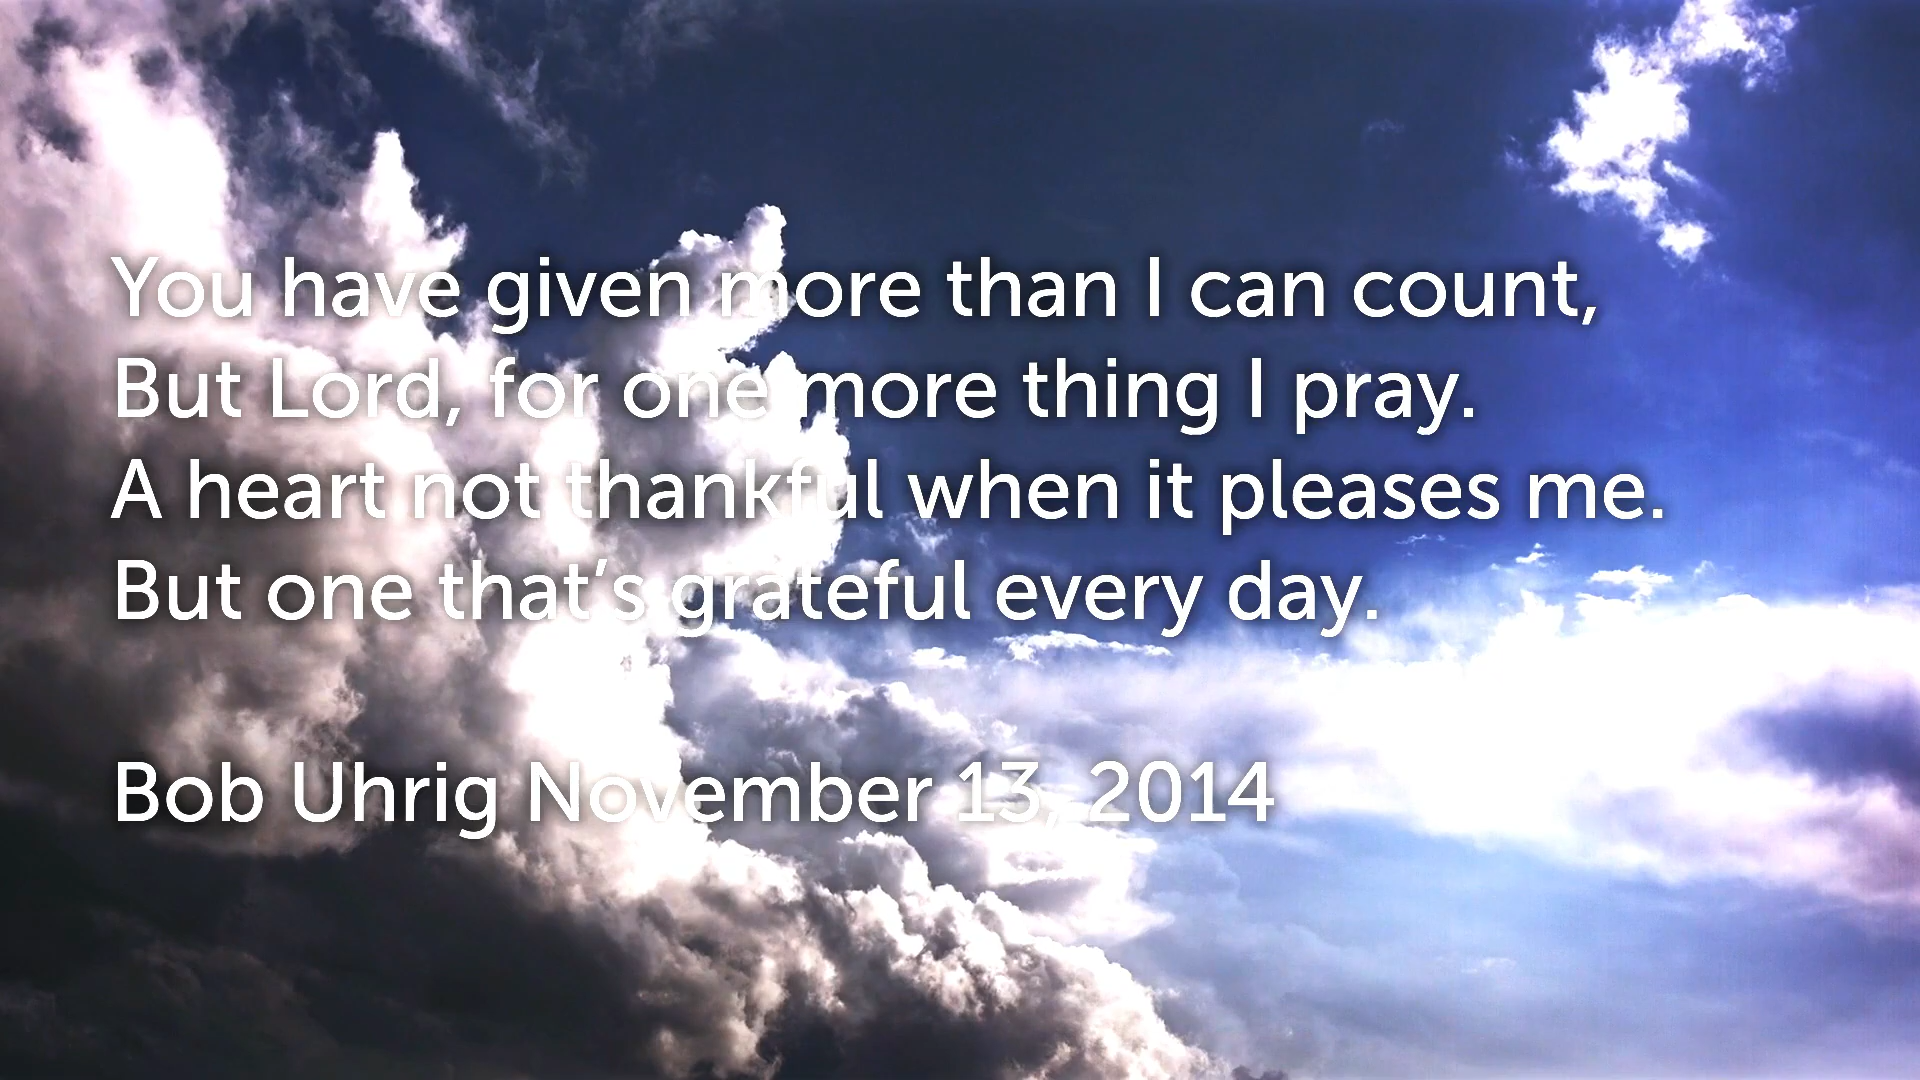 You have given more than I can count,
But Lord, for one more thing I pray.
A heart not thankful when it pleases me.
But one that’s grateful every day.
Bob Uhrig November 13, 2014